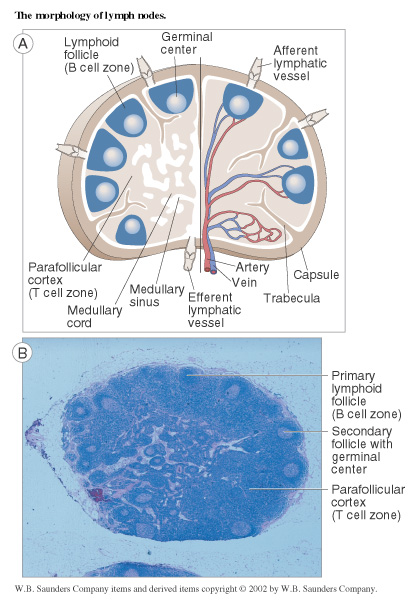 The morphology of lymph nodes.
A
Lymphoid
follicle
(B cell zone)
Germinal
center
Afferent
lymphatic
vessel
Parafollicular
cortex
(T cell zone)
Medullary
cord
Medullary
sinus
Efferent
lymphatic
vessel
Artery
Vein
Trabecula
Capsule
B
Primary
lymphoid
follicle
(B cell zone)
Secondary
follicle with
germinal
center
Parafollicular
cortex
(T cell zone)
W.B. Saunders Company items and derived items copyright © 2002 by W.B. Saunders Company.